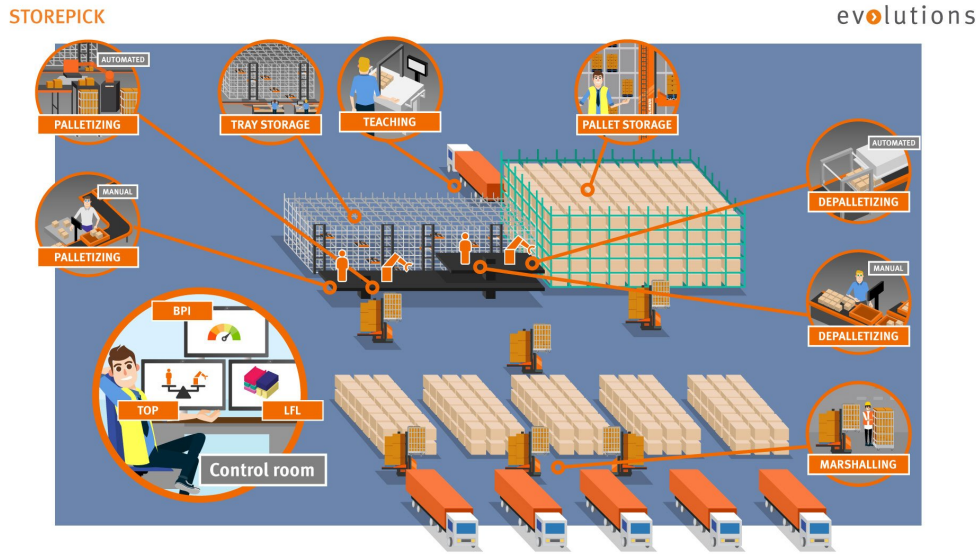 STOREPICK
evolutions
AUTOMATED
PALLETIZING
TRAY STORAGE
TEACHING
PALLET STORAGE
AUTOMATED
DEPALLETIZING
MANUAL
PALLETIZING
MANUAL
DEPALLETIZING
BPI
TOP
LFL
Control room
MARSHALLING